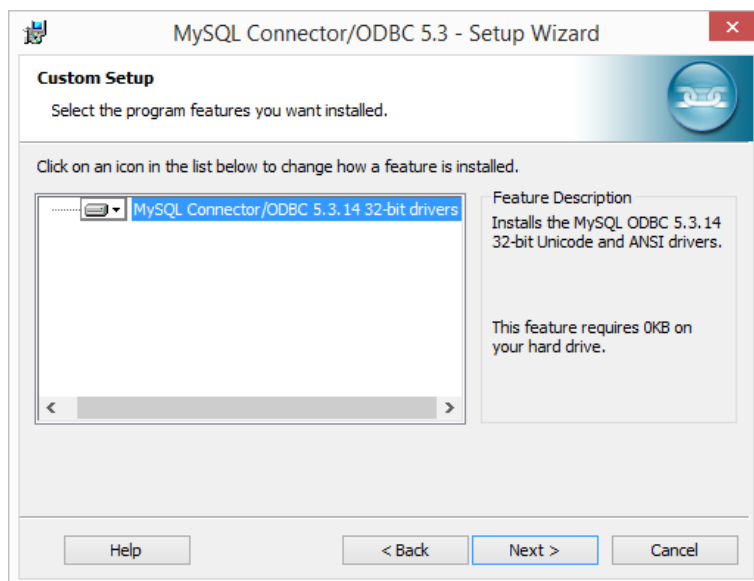 MySQL Connector/ODBC 5.3 - Setup Wizard
Custom Setup
Select the program features you want installed.
Click on an icon in the list below to change how a feature is installed.
MySQL Connector/ODBC 5.3.14 32-bit drivers
Feature Description
Installs the MySQL ODBC 5.3.14
32-bit Unicode and ANSI drivers.
This feature requires 0KB on
your hard drive.
Help
< Back
Next >
Cancel